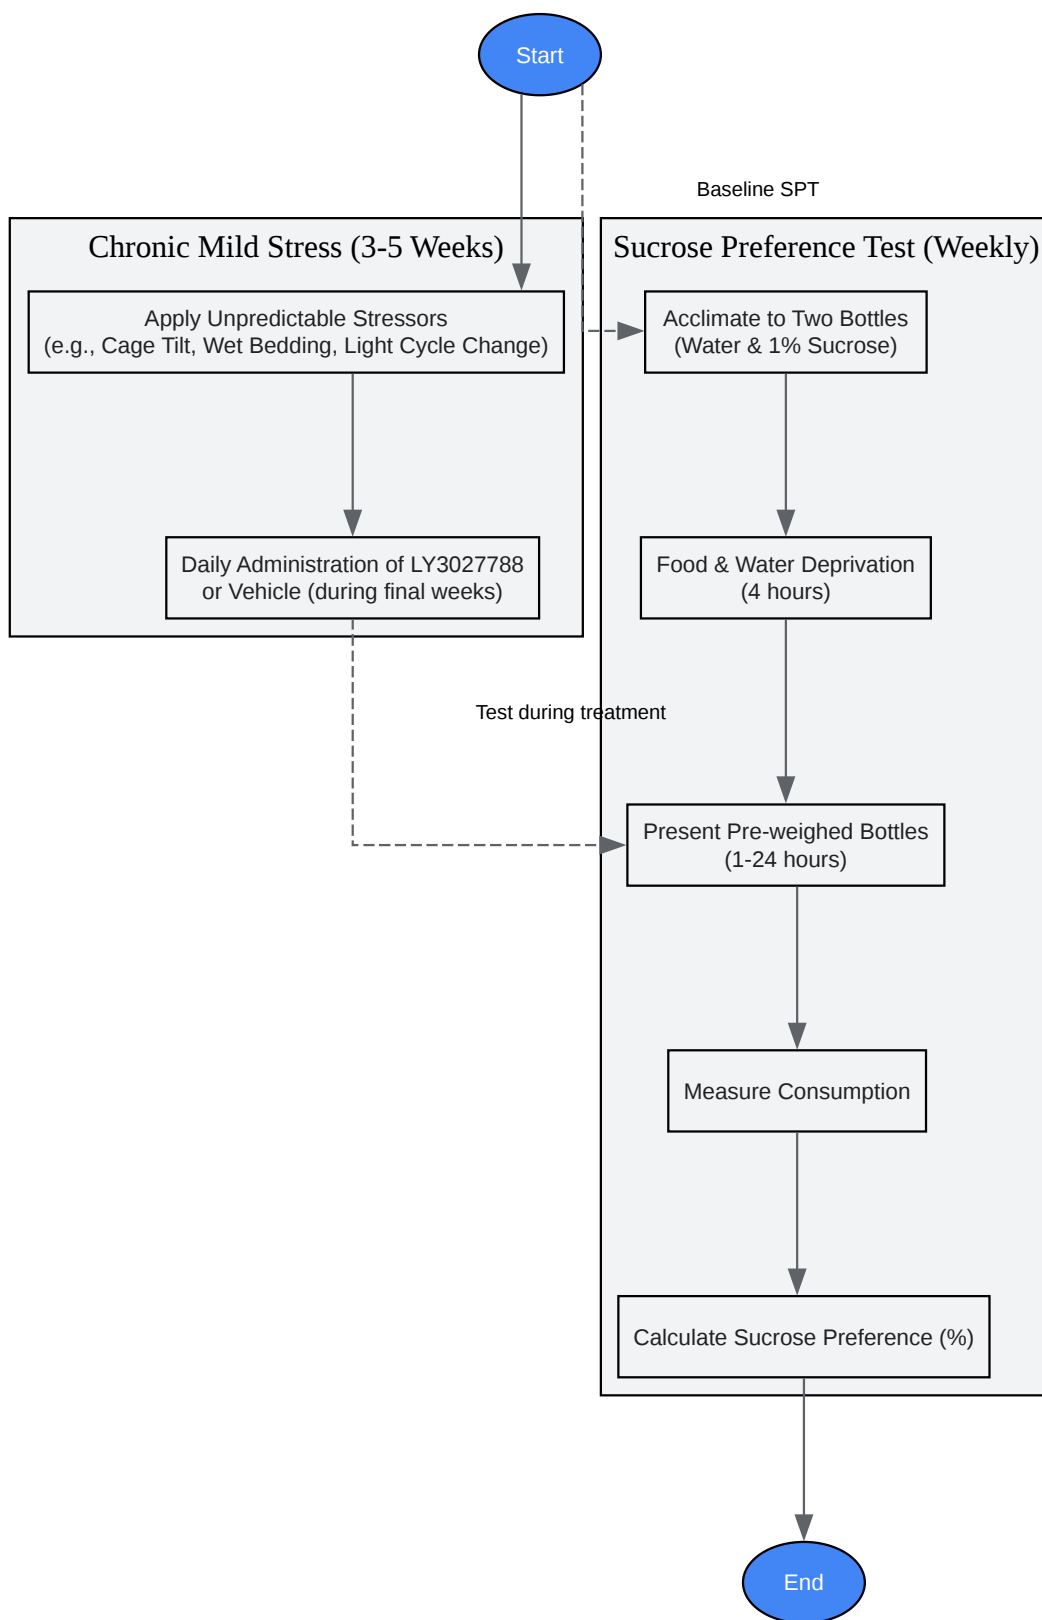 Start
Baseline SPT
Chronic Mild Stress (3-5 Weeks)
Apply Unpredictable Stressors
(e.g., Cage Tilt, Wet Bedding, Light Cycle Change)
Daily Administration of LY3027788
or Vehicle (during final weeks)
Sucrose Preference Test (Weekly)
Acclimate to Two Bottles
(Water & 1% Sucrose)
Food & Water Deprivation
(4 hours)
Test during treatment
Present Pre-weighed Bottles
(1-24 hours)
Measure Consumption
Calculate Sucrose Preference (%)
End